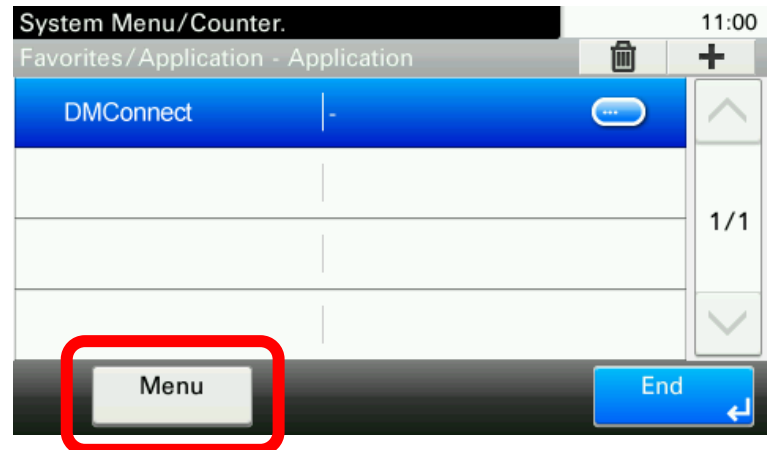 System Menu/Counter.
11:00
Favorites/Application - Application
DMConnect
-
1/1
Menu
End